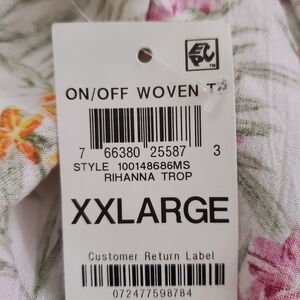 ON/OFF WOVEN
7 66380 25587 3
STYLE 100148686MS
RIHANNA TROP
XXLARGE
Customer Return Label
072477598784